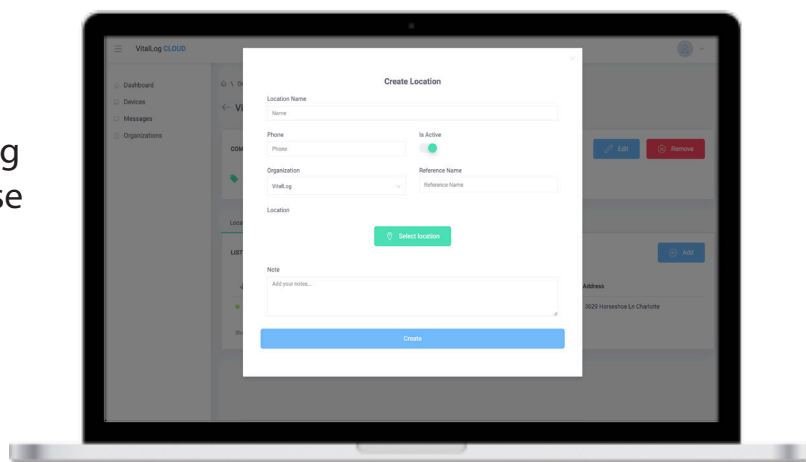 g
se
VitalLog CLOUD
Dashboard
Devices
Messages
Organizations
Create Location
Location Name
Name
Phone
Is Active
Phone
Organization
Reference Name
VitalLog
Reference Name
Location
Select location
Note
Add your notes...
Create
Edit
Remove
Add
Address
3029 Horseshoe Ln Charlotte